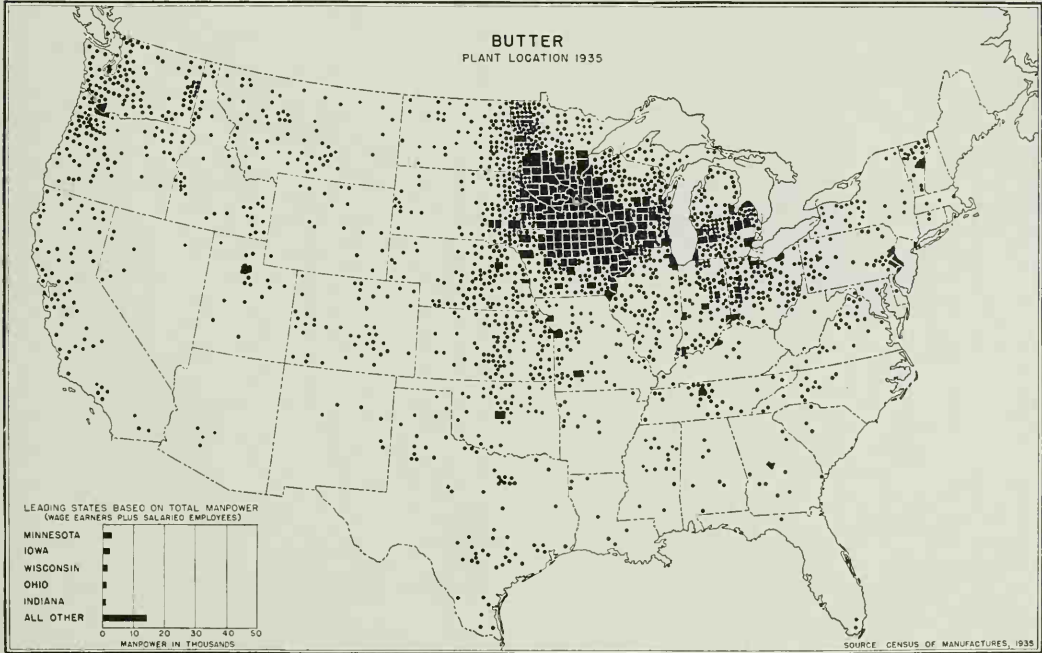 BUTTER
PLANT LOCATION 1935
LEADING STATES BASED ON TOTAL MANPOWER
(WAGE EARNERS PLUS SALARIED EMPLOYEES)
MINNESOTA
IOWA
WISCONSIN
OHIO
INDIANA
ALL OTHER
0 10 20 30 40 50
MANPOWER IN THOUSANDS
SOURCE: CENSUS OF MANUFACTURES, 1935